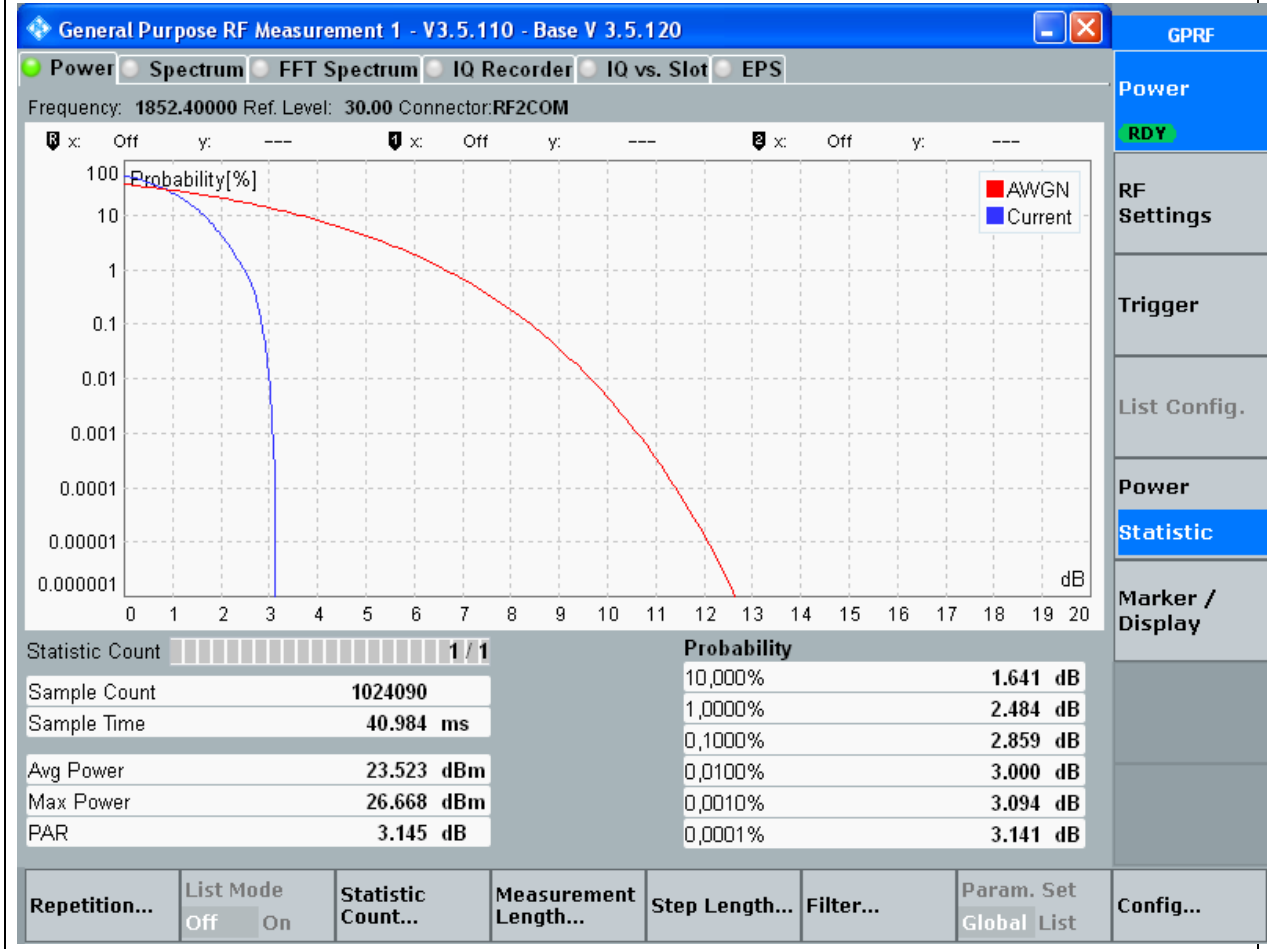 General Purpose RF Measurement 1 - V3.5.110 - Base V 3.5.120
GPRF
Power Spectrum FFT Spectrum IQ Recorder IQ vs. Slot EPS
Frequency: 1852.40000 Ref. Level: 30.00 Connector:RF2COM
R x: Off y: --- 1 x: Off y: --- 2 x: Off y: ---
Probability[%]
100
10
1
0.1
0.01
0.001
0.0001
0.00001
0.000001
AWGN
Current
dB
0 1 2 3 4 5 6 7 8 9 10 11 12 13 14 15 16 17 18 19 20
Statistic Count 1 / 1
Sample Count 1024090
Sample Time 40.984 ms
Avg Power 23.523 dBm
Max Power 26.668 dBm
PAR 3.145 dB
Probability
10,000% 1.641 dB
1,0000% 2.484 dB
0,1000% 2.859 dB
0,0100% 3.000 dB
0,0010% 3.094 dB
0,0001% 3.141 dB
Power
RDY
RF
Settings
Trigger
List Config.
Power
Statistic
Marker /
Display
Repetition...
List Mode
Off On
Statistic
Count...
Measurement
Length...
Step Length...
Filter...
Param. Set
Global List
Config...